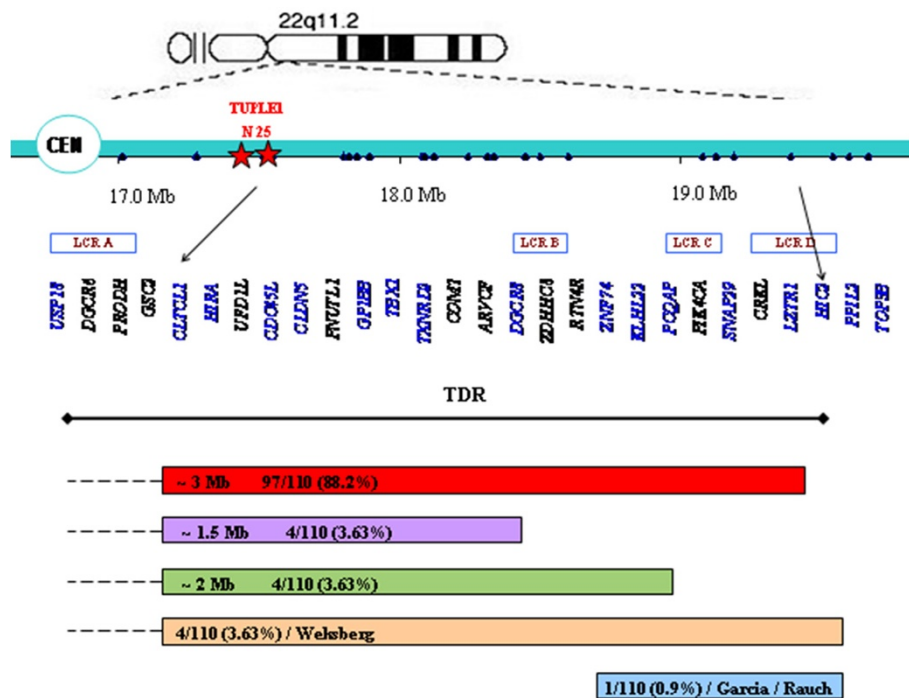 22q11.2
TUPLE1
N 25
CEN
17.0 Mb
18.0 Mb
19.0 Mb
LCR A
LCR B
LCR C
LCR D
USP18
DGCR6
PRODH
GSC2
CLTCL1
HIRA
UFD1L
CDC45L
CLDN5
GP1BB
TBX1
TXNRD2
COMT
ARVCF
DGCR8
ZDHHC8
RTN4R
ZNF74
KLHL22
PCQAP
PIK4CA
SNAP29
CRKL
LZTR1
HIC2
PPIL2
TOP3B
TDR
~ 3 Mb 97/110 (88.2%)
~ 1.5 Mb 4/110 (3.63%)
~ 2 Mb 4/110 (3.63%)
4/110 (3.63%) / Weksberg
1/110 (0.9%) / Garcia / Rauch